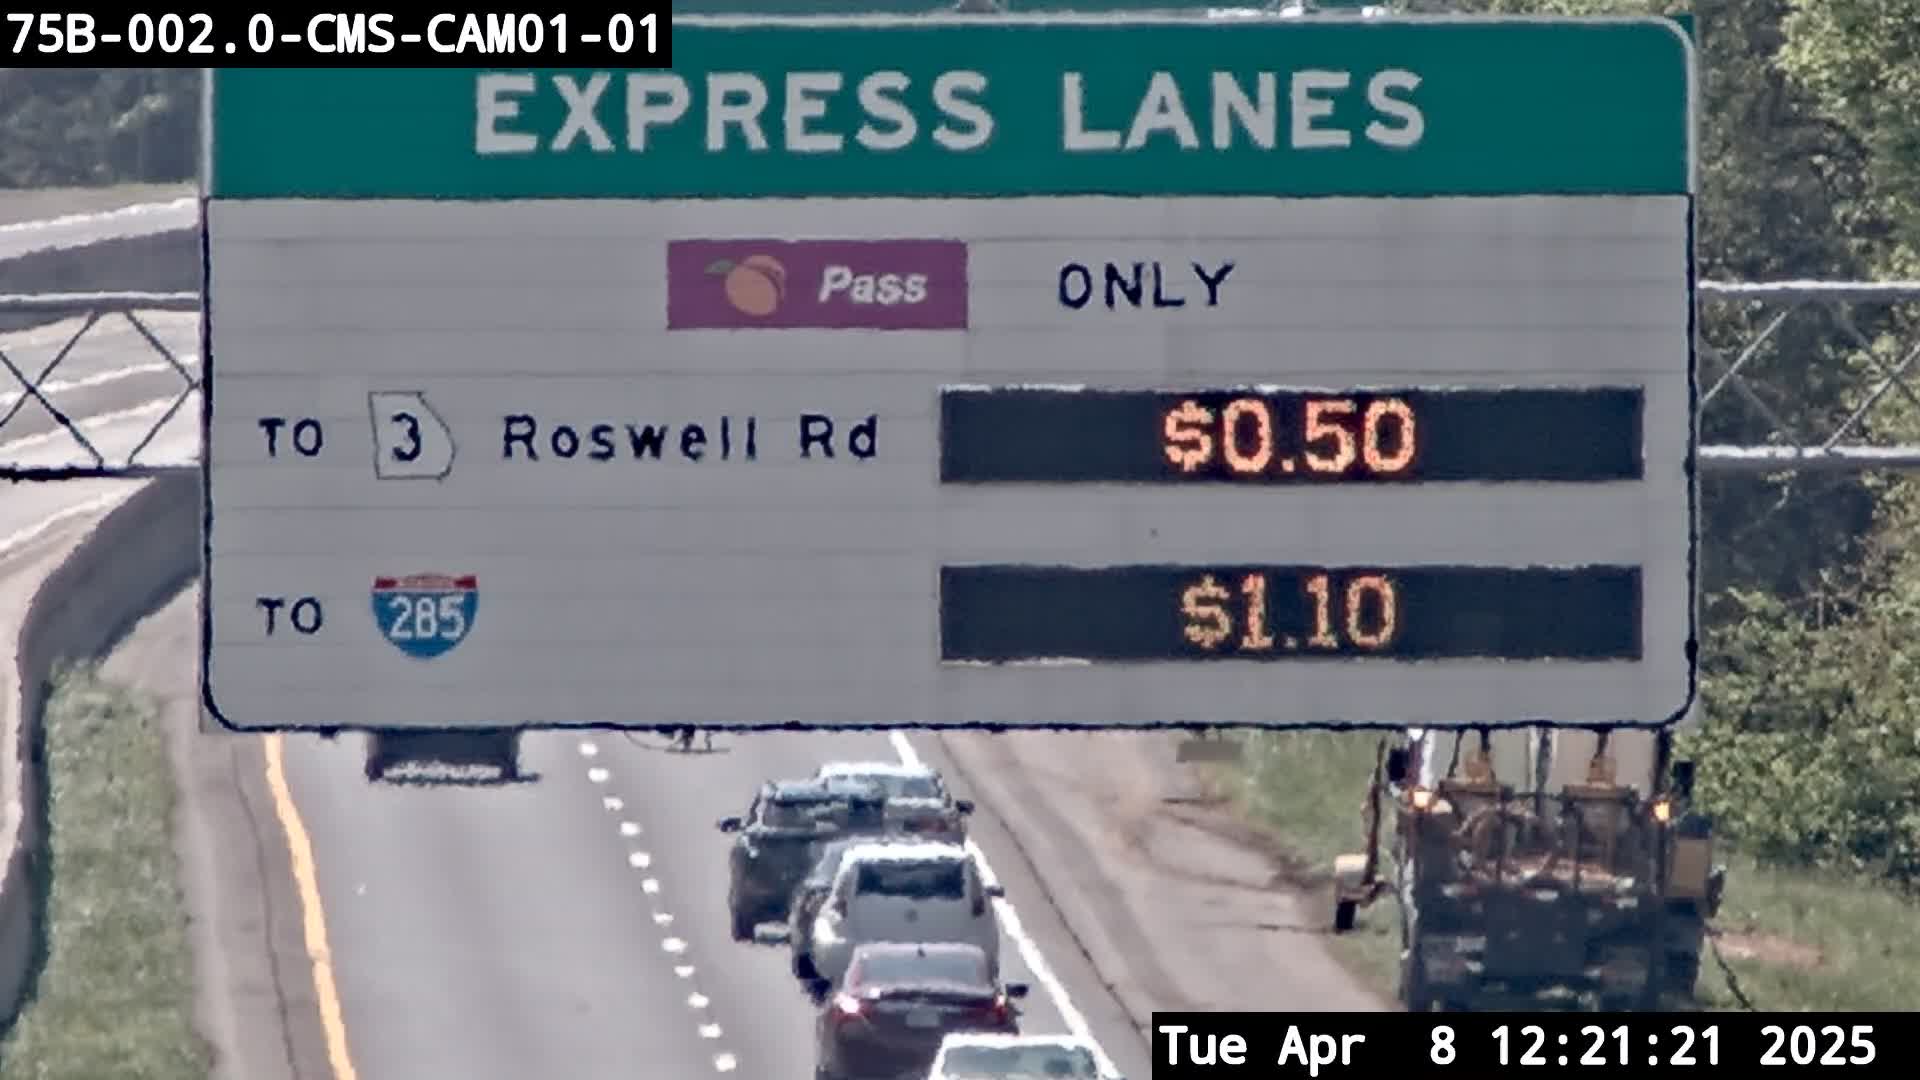 75B-002.0-CMS-CAM01-01
EXPRESS LANES
Pass ONLY
TO 3 Roswell Rd $0.50
TO 285 $1.10
Tue Apr 8 12:21:21 2025